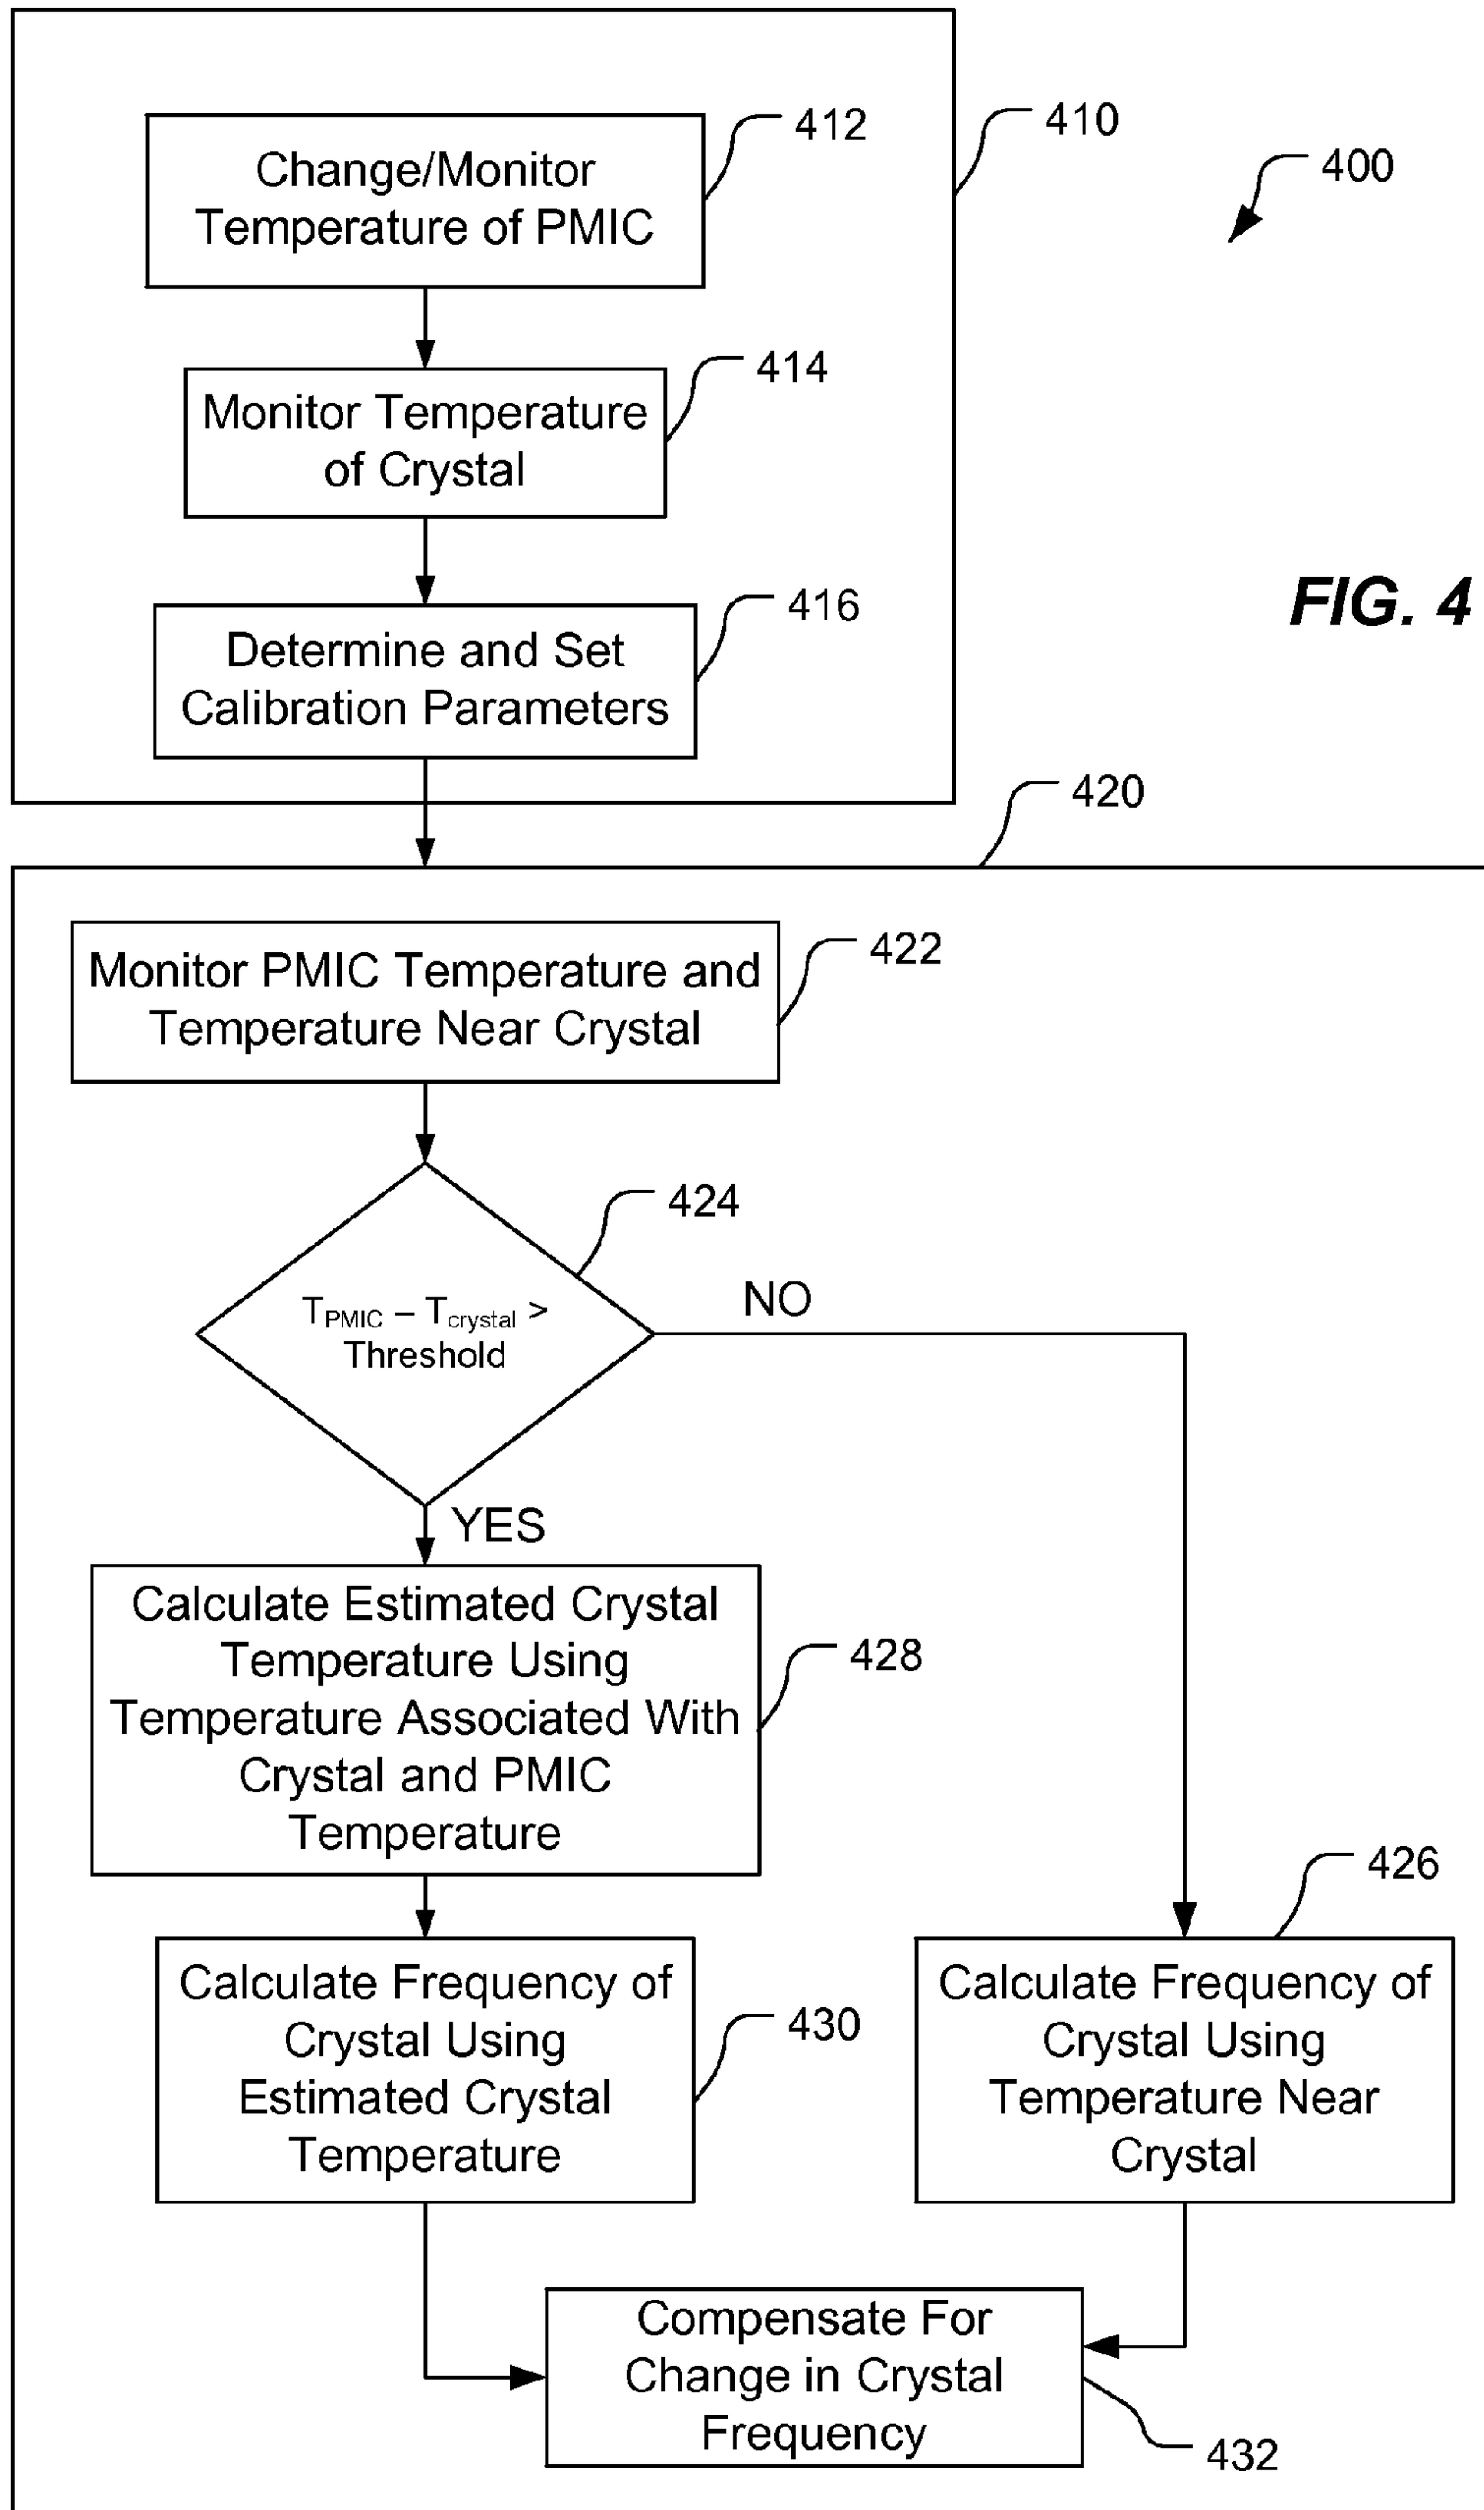 412
410
400
Change/Monitor
Temperature of PMIC
414
Monitor Temperature
of Crystal
FIG. 4
416
Determine and Set
Calibration Parameters
420
422
Monitor PMIC Temperature and
Temperature Near Crystal
424
NO
TPMIC – Tcrystal >
Threshold
YES
Calculate Estimated Crystal
Temperature Using
Temperature Associated With
Crystal and PMIC
Temperature
428
426
Calculate Frequency of
Crystal Using
Estimated Crystal
Temperature
430
Calculate Frequency of
Crystal Using
Temperature Near
Crystal
Compensate For
Change in Crystal
Frequency
432